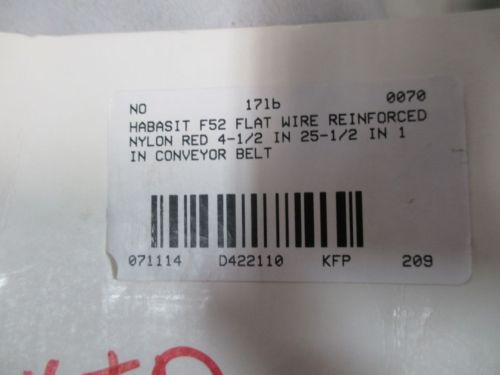 NO 17lb 0070
HABASIT F52 FLAT WIRE REINFORCED
NYLON RED 4-1/2 IN 25-1/2 IN 1
IN CONVEYOR BELT
071114 D422110 KFP 209